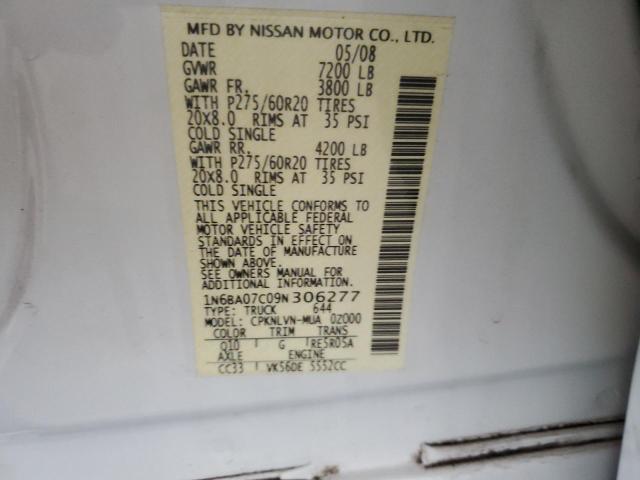 MFD BY NISSAN MOTOR CO., LTD.
DATE 05/08
GVWR 7200 LB
GAWR FR. 3800 LB
WITH P275/60R20 TIRES
20X8.0 RIMS AT 35 PSI
COLD SINGLE
GAWR RR. 4200 LB
WITH P275/60R20 TIRES
20X8.0 RIMS AT 35 PSI
COLD SINGLE
THIS VEHICLE CONFORMS TO
ALL APPLICABLE FEDERAL
MOTOR VEHICLE SAFETY
STANDARDS IN EFFECT ON
THE DATE OF MANUFACTURE
SHOWN ABOVE.
SEE OWNERS MANUAL FOR
ADDITIONAL INFORMATION
1N6BA07C09N306277
TYPE: TRUCK 644
MODEL: CPKNLVN-MUA 0Z000
COLOR TRIM TRANS
Q10 G RE5R05A
AXLE ENGINE
CC33 VK56DE 5552CC